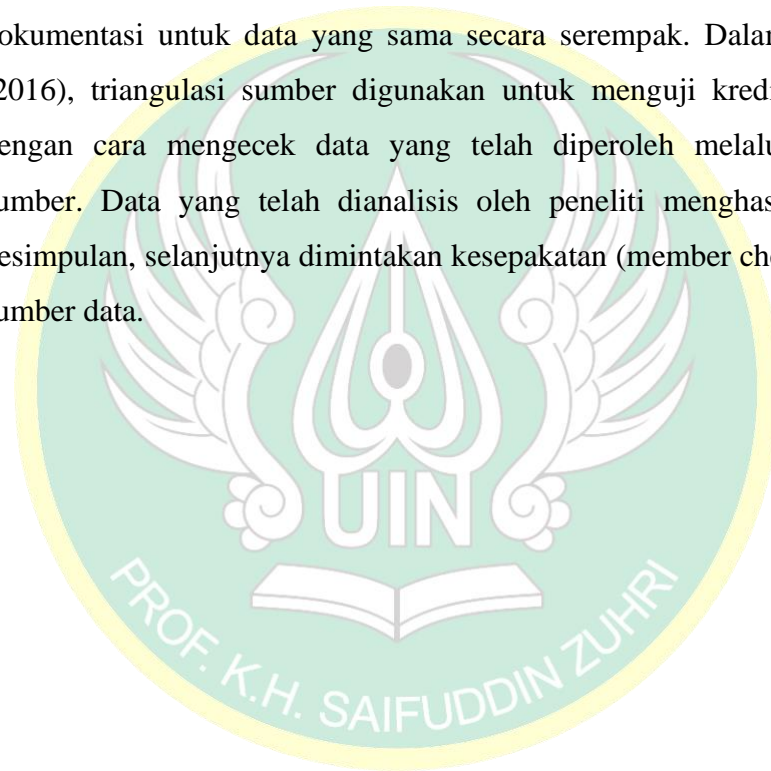 okumentasi untuk data yang sama secara serempak. Dalam
2016), triangulasi sumber digunakan untuk menguji kredi
engan cara mengecek data yang telah diperoleh melalu
umber. Data yang telah dianalisis oleh peneliti menghas
esimpulan, selanjutnya dimintakan kesepakatan (member che
umber data.
UIN
PROF. K.H. SAIFUDDIN ZUHRI